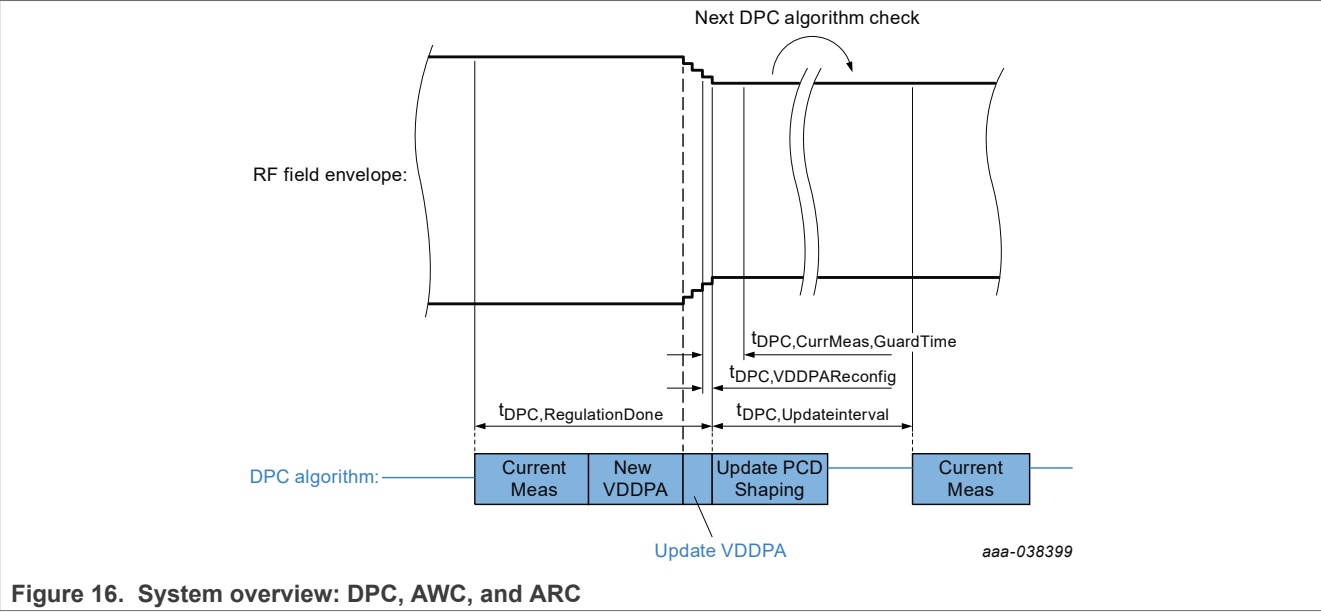 Next DPC algorithm check
RF field envelope:
tDPC,CurrMeas,GuardTime
tDPC,VDDPAReconfig
tDPC,RegulationDone
tDPC,Updateinterval
DPC algorithm:
Current
Meas
New
VDDPA
Update PCD
Shaping
Current
Meas
Update VDDPA
aaa-038399
Figure 16. System overview: DPC, AWC, and ARC